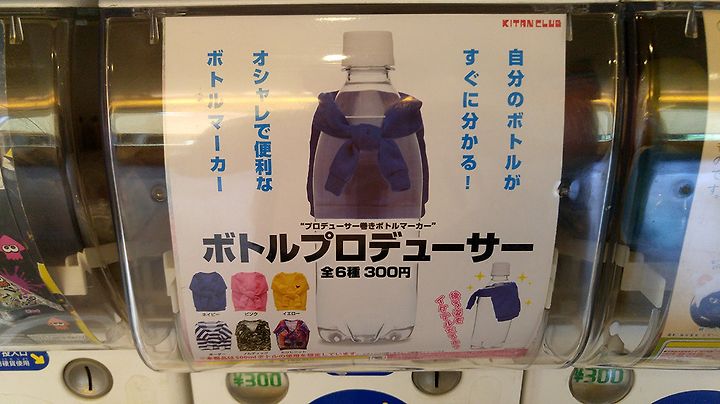 KITAN CLUB
自分のボトルが
すぐに分かる!
オシャレで便利な
ボトルマーカー
"プロデューサー巻きボトルマーカー"
ボトルプロデューサー
全6種 300円
ネイビー
ピンク
イエロー
ボーダー
¥300
¥300